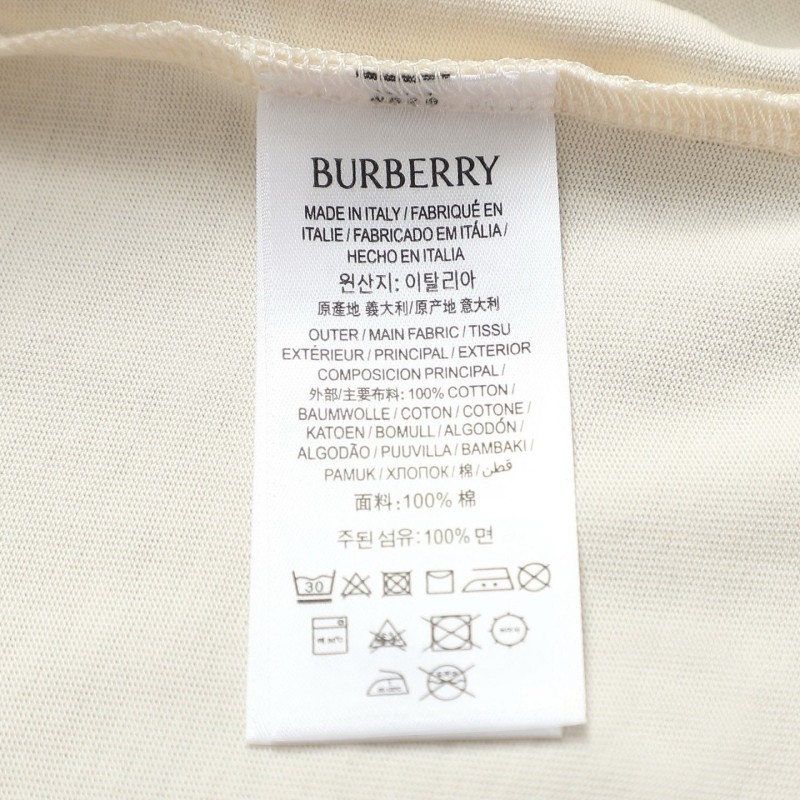 BURBERRY
MADE IN ITALY / FABRIQUÉ EN
ITALIE / FABRICADO EM ITÁLIA /
HECHO EN ITALIA
원산지: 이탈리아
原產地 義大利/原产地 意大利
OUTER / MAIN FABRIC / TISSU
EXTÉRIEUR / PRINCIPAL / EXTERIOR
COMPOSICION PRINCIPAL /
外部/主要布料: 100% COTTON /
BAUMWOLLE / COTON / COTONE /
KATOEN / BOMULL / ALGODÓN /
ALGODÃO / PUUVILLA / BAMBAKI /
PAMUK / ХЛОПОК / 棉 / قطن
面料:100% 棉
주된 섬유: 100% 면
30